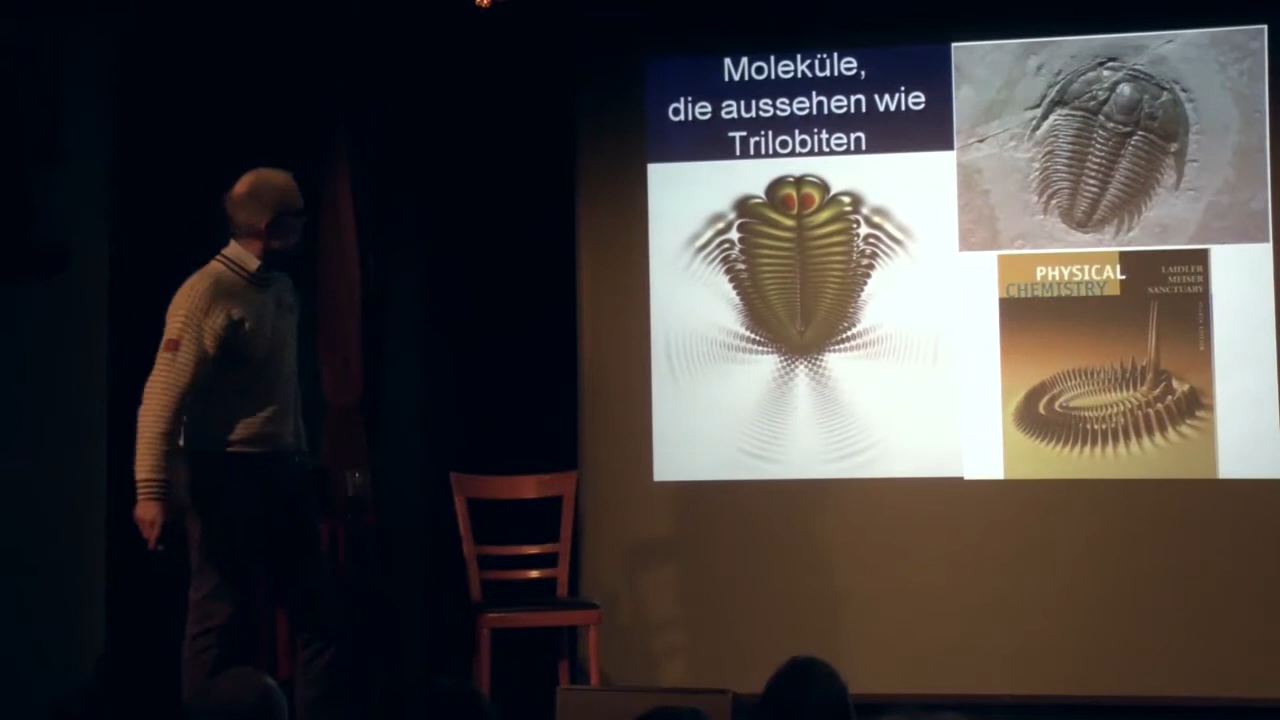 Moleküle,
die aussehen wie
Trilobiten
PHYSICAL
CHEMISTRY
LAIDLER
MEISER
SANCTUARY